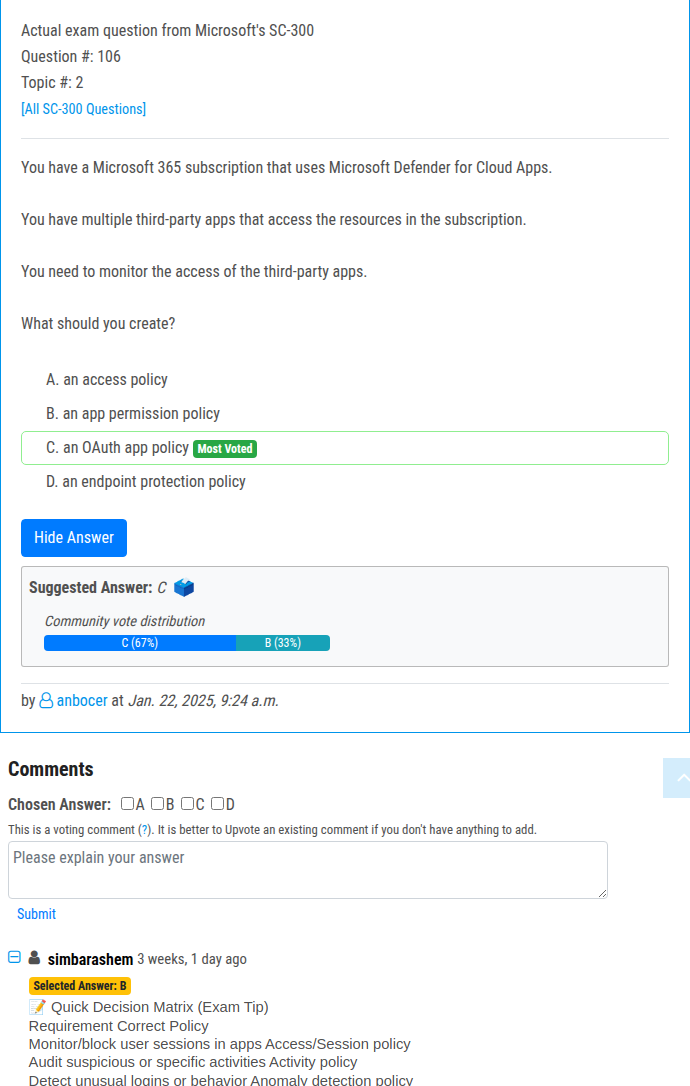 Actual exam question from Microsoft's SC-300
Question #: 106
Topic #: 2
[All SC-300 Questions]
You have a Microsoft 365 subscription that uses Microsoft Defender for Cloud Apps.
You have multiple third-party apps that access the resources in the subscription.
You need to monitor the access of the third-party apps.
What should you create?
A. an access policy
B. an app permission policy
C. an OAuth app policy Most Voted
D. an endpoint protection policy
Hide Answer
Suggested Answer: C
Community vote distribution
C (67%) B (33%)
by anbocer at Jan. 22, 2025, 9:24 a.m.
Comments
Chosen Answer: A B C D
This is a voting comment (?). It is better to Upvote an existing comment if you don't have anything to add.
Please explain your answer
Submit
simbarashem 3 weeks, 1 day ago
Selected Answer: B
📝 Quick Decision Matrix (Exam Tip)
Requirement Correct Policy
Monitor/block user sessions in apps Access/Session policy
Audit suspicious or specific activities Activity policy
Detect unusual logins or behavior Anomaly detection policy